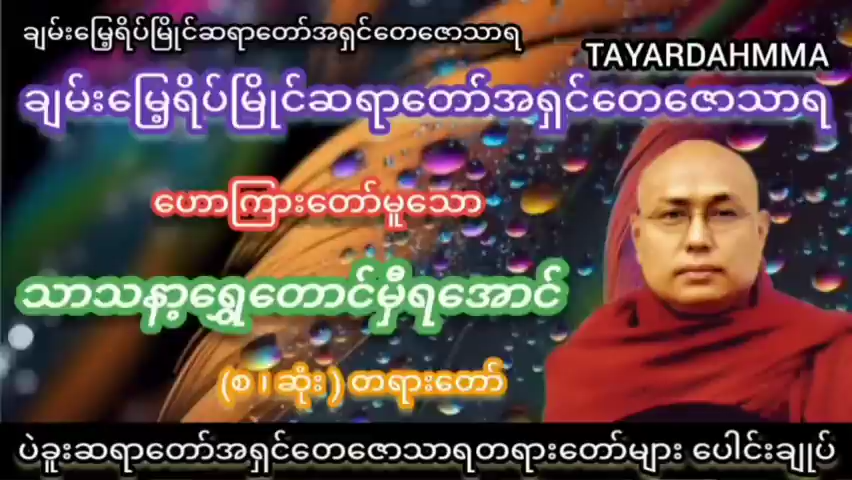 ချမ်းမြေ့ရိပ်မြိုင်ဆရာတော်အရှင်တေဇောသာရ
TAYARDAHMMA
ချမ်းမြေ့ရိပ်မြိုင်ဆရာတော်အရှင်တေဇောသာရ
ဟောကြားတော်မူသော
သာသနာ့ရွှေတောင်မှီရအောင်
(စ ၊ ဆုံး ) တရားတော်
ပဲခူးဆရာတော်အရှင်တေဇောသာရတရားတော်များ ပေါင်းချုပ်